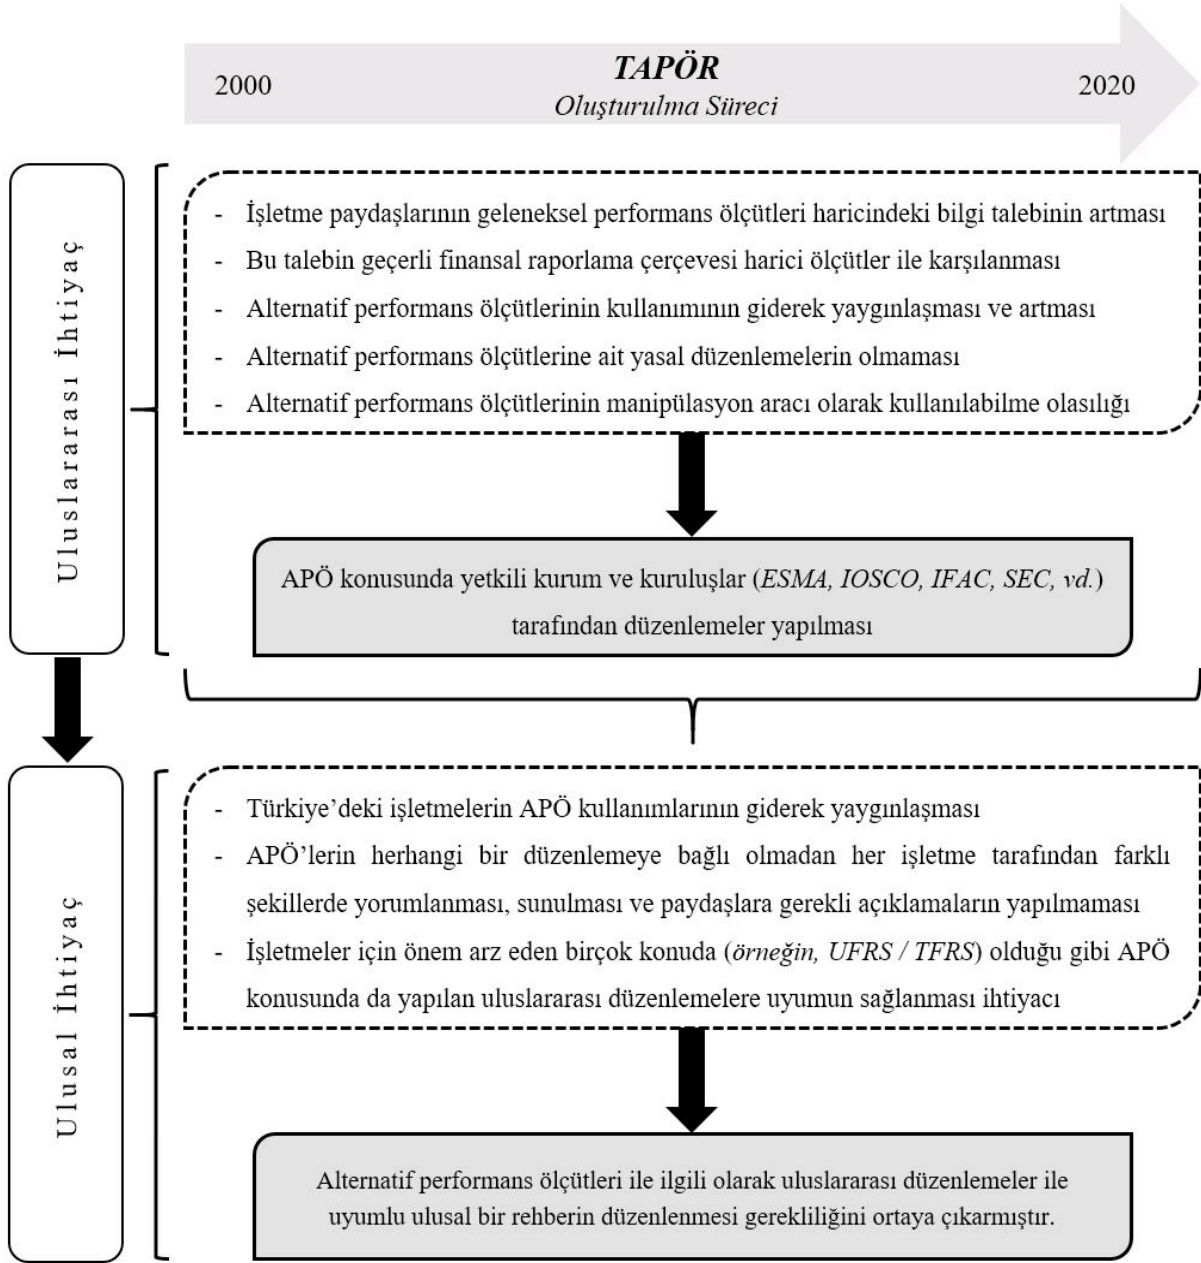 TAPÖR
2000
Oluşturulma Süreci
2020
Uluslararası İhtiyaç
- İşletme paydaşlarının geleneksel performans ölçütleri haricindeki bilgi talebinin artması
- Bu talebin geçerli finansal raporlama çerçevesi harici ölçütler ile karşılanması
- Alternatif performans ölçütlerinin kullanımının giderek yaygınlaşması ve artması
- Alternatif performans ölçütlerine ait yasal düzenlemelerin olmaması
- Alternatif performans ölçütlerinin manipülasyon aracı olarak kullanılabilme olasılığı
APÖ konusunda yetkili kurum ve kuruluşlar (ESMA, IOSCO, IFAC, SEC, vd.)
tarafından düzenlemeler yapılması
Ulusal İhtiyaç
- Türkiye’deki işletmelerin APÖ kullanımlarının giderek yaygınlaşması
- APÖ’lerin herhangi bir düzenlemeye bağlı olmadan her işletme tarafından farklı
şekillerde yorumlanması, sunulması ve paydaşlara gerekli açıklamaların yapılmaması
- İşletmeler için önem arz eden birçok konuda (örneğin, UFRS / TFRS) olduğu gibi APÖ
konusunda da yapılan uluslararası düzenlemelere uyumun sağlanması ihtiyacı
Alternatif performans ölçütleri ile ilgili olarak uluslararası düzenlemeler ile
uyumlu ulusal bir rehberin düzenlenmesi gerekliliğini ortaya çıkarmıştır.